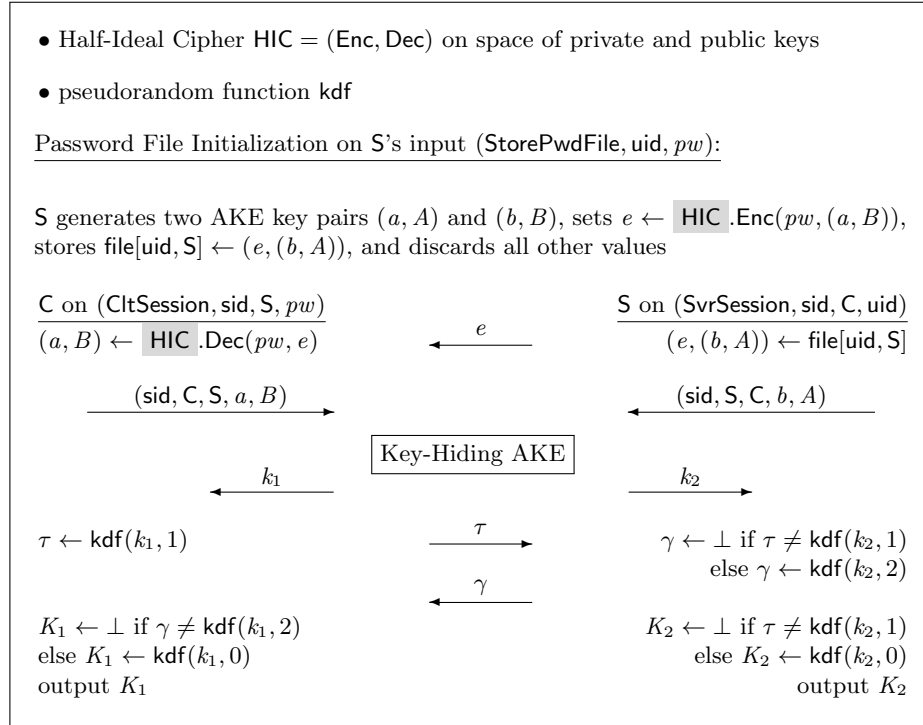 • Half-Ideal Cipher HIC = (Enc, Dec) on space of private and public keys
• pseudorandom function kdf
Password File Initialization on S's input (StorePwdFile, uid, pw):
S generates two AKE key pairs (a, A) and (b, B), sets e ← HIC .Enc(pw, (a, B)),
stores file[uid, S] ← (e, (b, A)), and discards all other values
C on (CltSession, sid, S, pw) S on (SvrSession, sid, C, uid)
(a, B) ← HIC .Dec(pw, e) e (e, (b, A)) ← file[uid, S]
(sid, C, S, a, B) (sid, S, C, b, A)
Key-Hiding AKE
k₁ k₂
τ ← kdf(k₁, 1) τ γ ← ⊥ if τ ≠ kdf(k₂, 1)
else γ ← kdf(k₂, 2)
γ
K₁ ← ⊥ if γ ≠ kdf(k₁, 2) K₂ ← ⊥ if τ ≠ kdf(k₂, 1)
else K₁ ← kdf(k₁, 0) else K₂ ← kdf(k₂, 0)
output K₁ output K₂